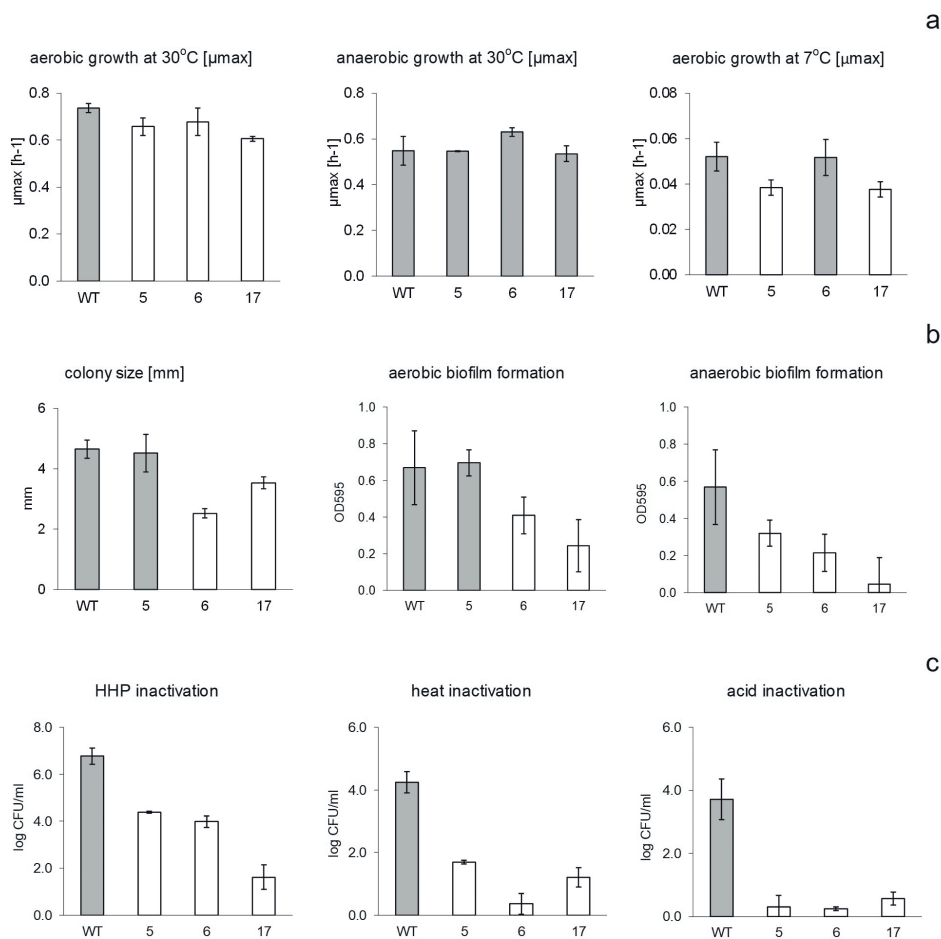 a
aerobic growth at 30°C [µmax]
µmax [h-1]
0.8
0.6
0.4
0.2
0.0
WT 5 6 17
anaerobic growth at 30°C [µmax]
µmax [h-1]
0.8
0.6
0.4
0.2
0.0
WT 5 6 17
aerobic growth at 7°C [µmax]
µmax [h-1]
0.08
0.06
0.04
0.02
0.00
WT 5 6 17
b
colony size [mm]
mm
6
4
2
0
WT 5 6 17
aerobic biofilm formation
OD595
1.0
0.8
0.6
0.4
0.2
0.0
WT 5 6 17
anaerobic biofilm formation
OD595
1.0
0.8
0.6
0.4
0.2
0.0
WT 5 6 17
c
HHP inactivation
log CFU/ml
8.0
6.0
4.0
2.0
0.0
WT 5 6 17
heat inactivation
log CFU/ml
6.0
4.0
2.0
0.0
WT 5 6 17
acid inactivation
log CFU/ml
6.0
4.0
2.0
0.0
WT 5 6 17